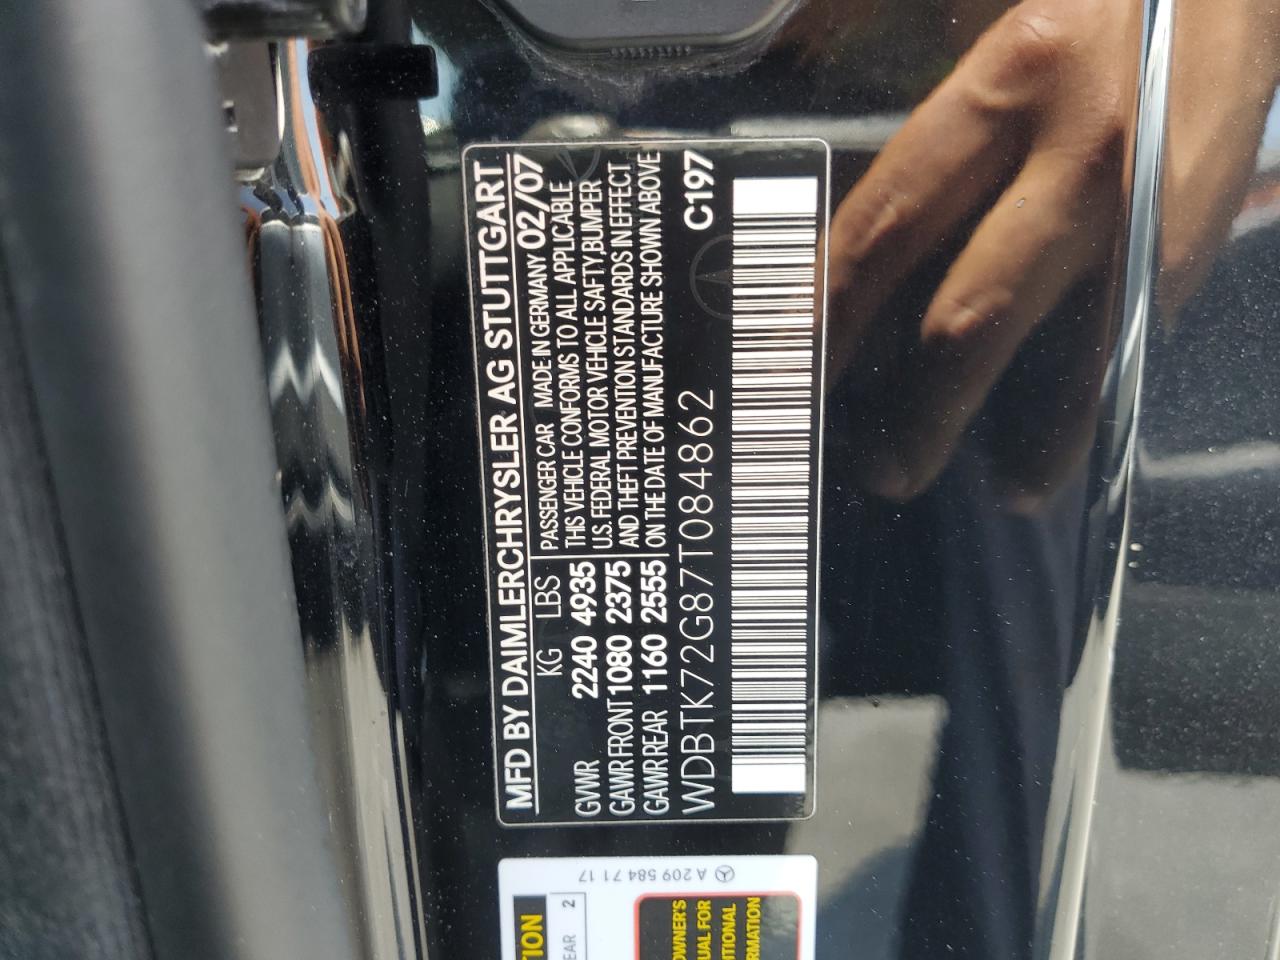 MFD BY DAIMLERCHRYSLER AG STUTTGART
KG LBS
GVWR 2240 4935
GAWR FRONT 1080 2375
GAWR REAR 1160 2555
PASSENGER CAR MADE IN GERMANY 02/07
THIS VEHICLE CONFORMS TO ALL APPLICABLE
U.S. FEDERAL MOTOR VEHICLE SAFTY,BUMPER
AND THEFT PREVENTION STANDARDS IN EFFECT
ON THE DATE OF MANUFACTURE SHOWN ABOVE
WDBTK72G87T084862 C197
A 209 584 71 17
2